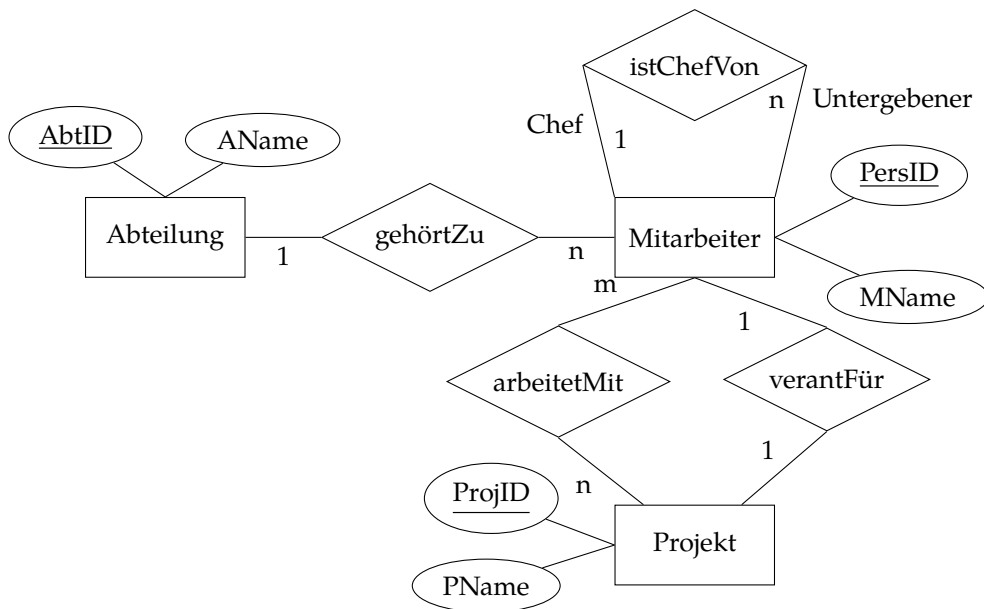 istChefVon
n
Untergebener
Chef
1
AbtID
AName
PersID
Abteilung
1
gehörtZu
n
Mitarbeiter
m
MName
1
arbeitetMit
verantFür
1
n
ProjID
Projekt
PName